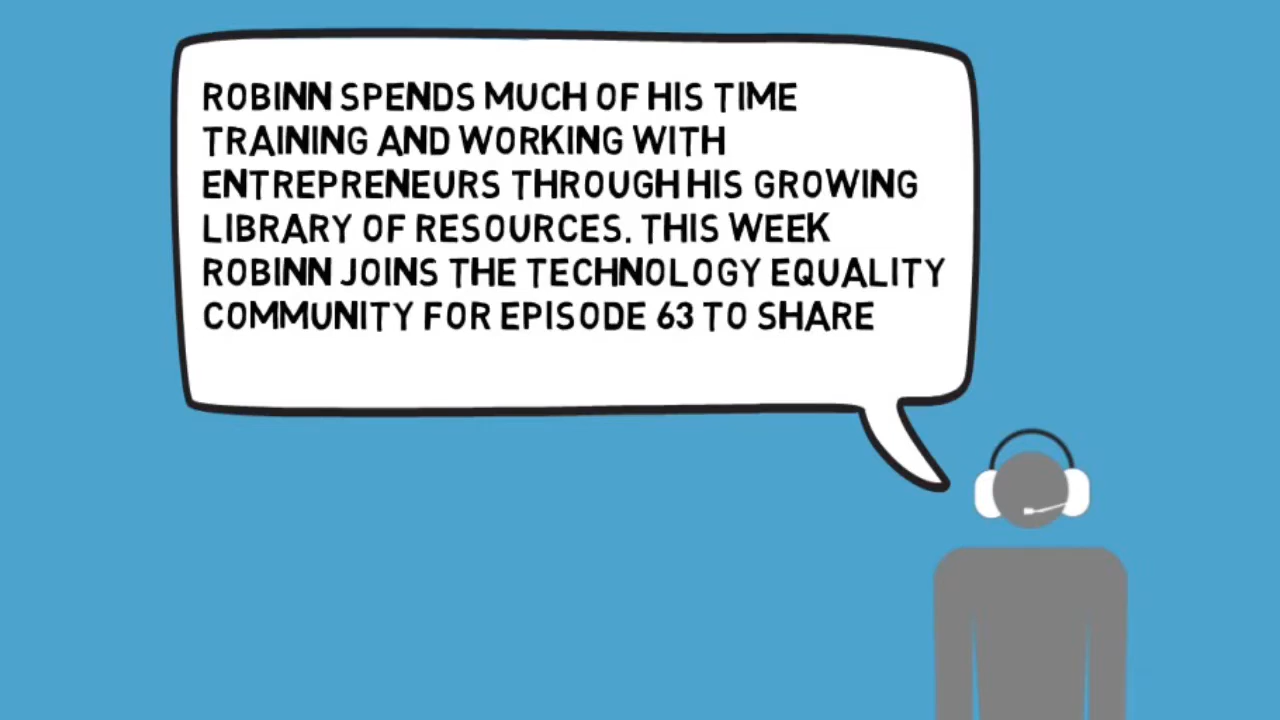 ROBINN SPENDS MUCH OF HIS TIME
TRAINING AND WORKING WITH
ENTREPRENEURS THROUGH HIS GROWING
LIBRARY OF RESOURCES. THIS WEEK
ROBINN JOINS THE TECHNOLOGY EQUALITY
COMMUNITY FOR EPISODE 63 TO SHARE